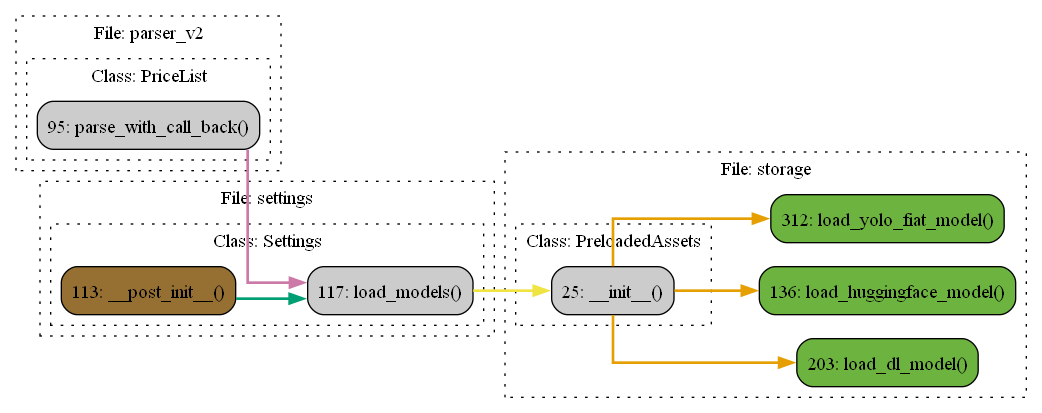 File: parser_v2
Class: PriceList
95: parse_with_call_back()
File: settings
Class: Settings
113: __post_init__()
117: load_models()
File: storage
Class: PreloadedAssets
25: __init__()
312: load_yolo_fiat_model()
136: load_huggingface_model()
203: load_dl_model()